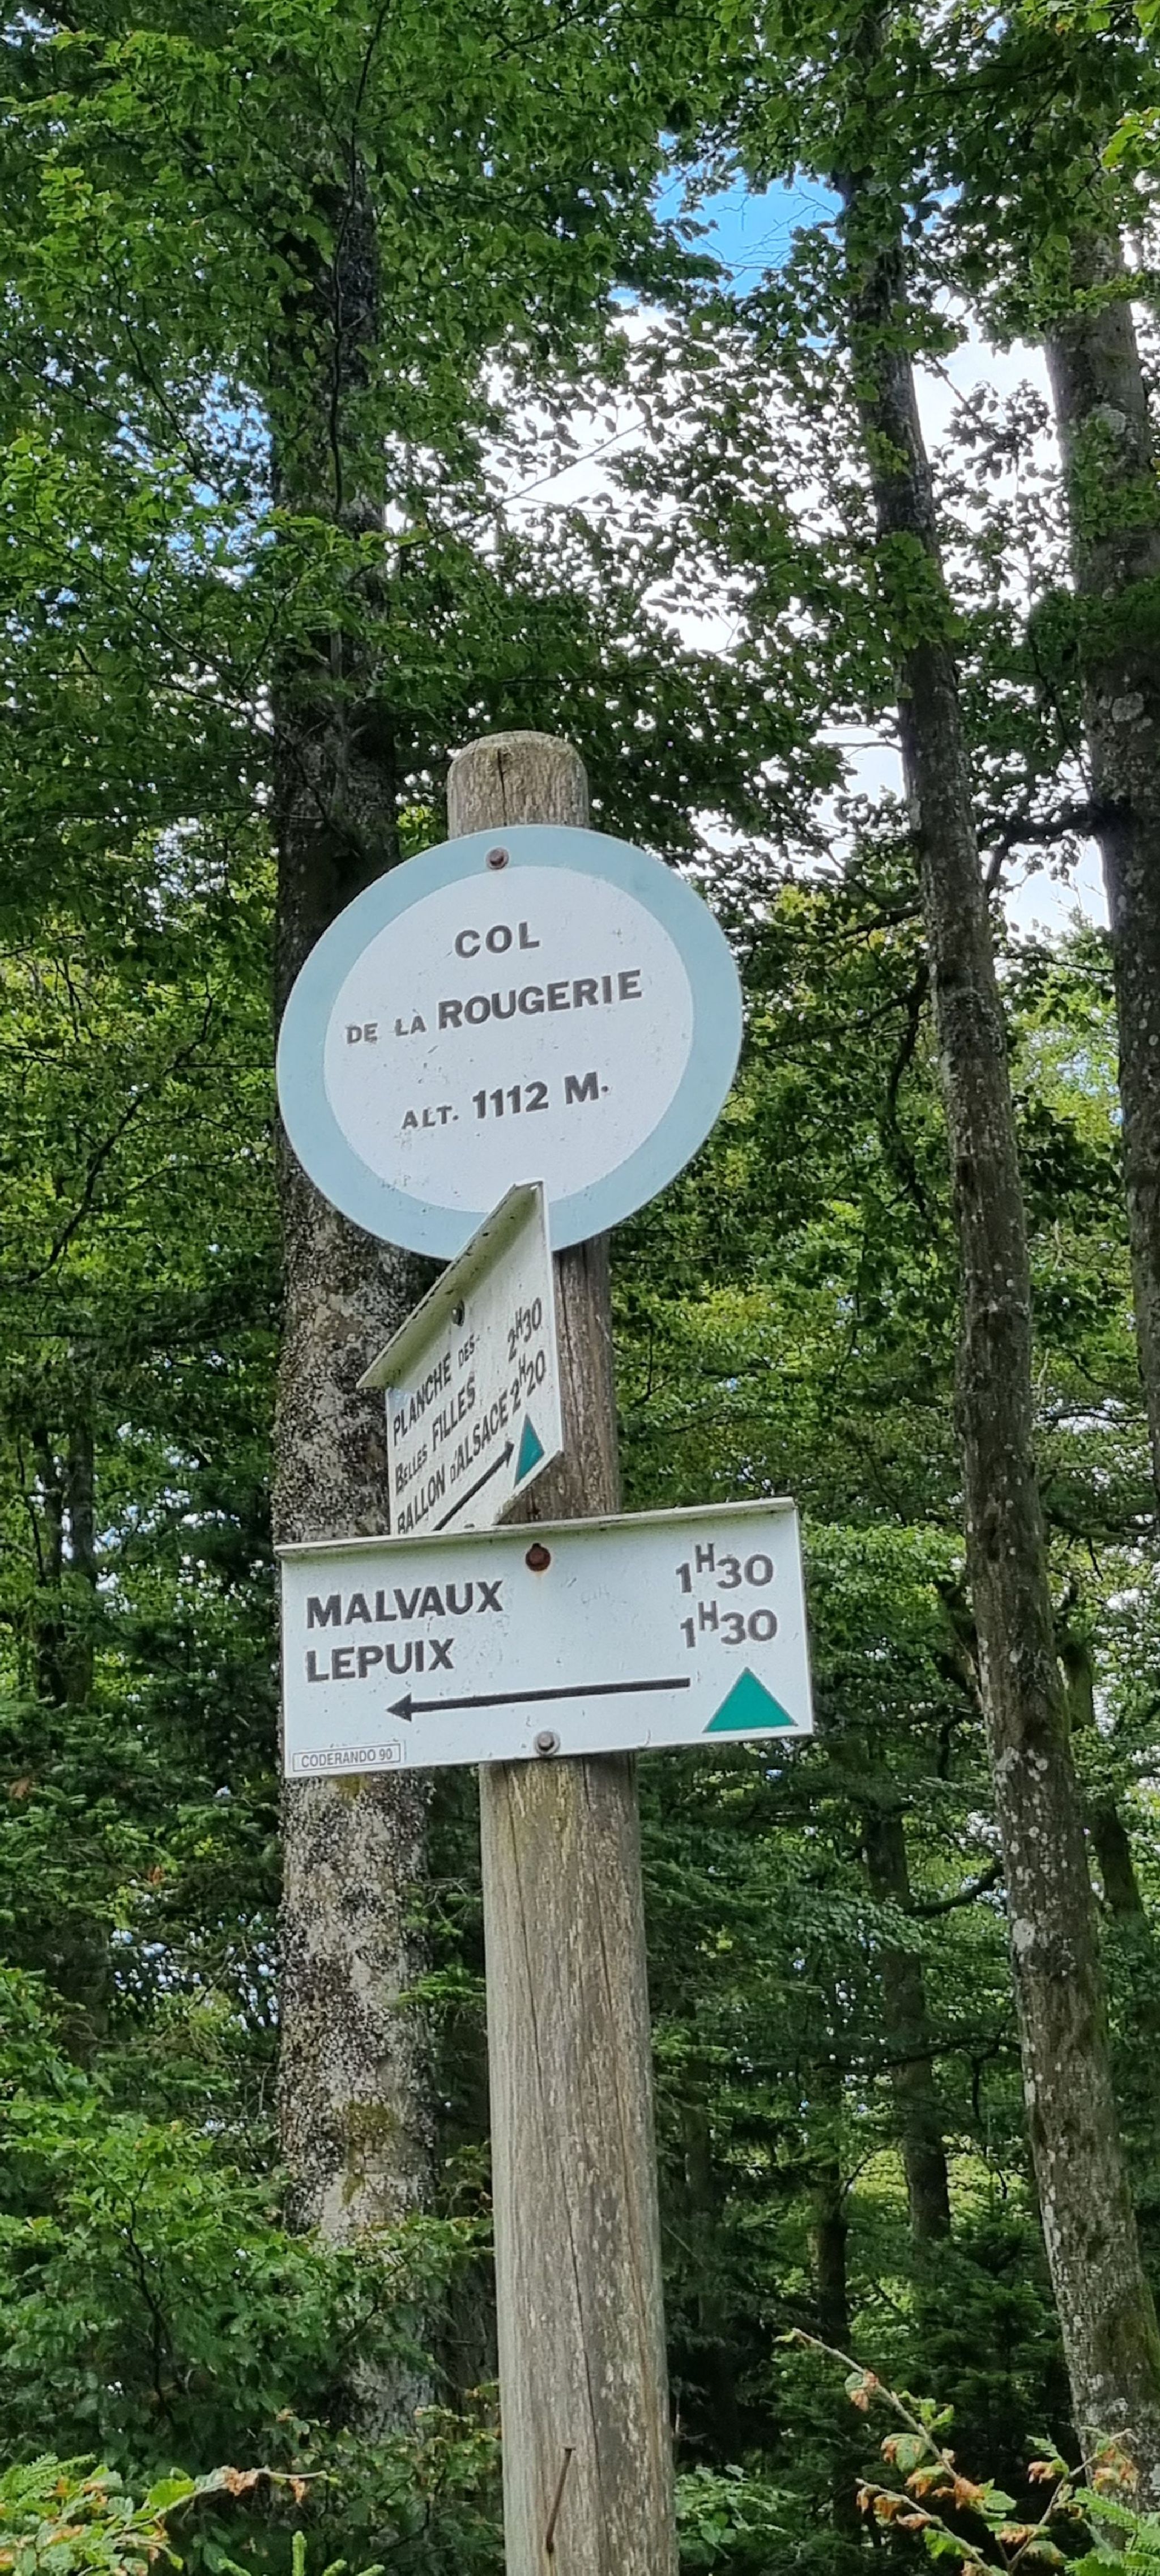 COL
DE LA ROUGERIE
ALT. 1112 M.
PLANCHE DES-
BELLES FILLES 2H30
BALLON D'ALSACE 2H20
MALVAUX 1H30
LEPUIX 1H30
CODERANDO 90